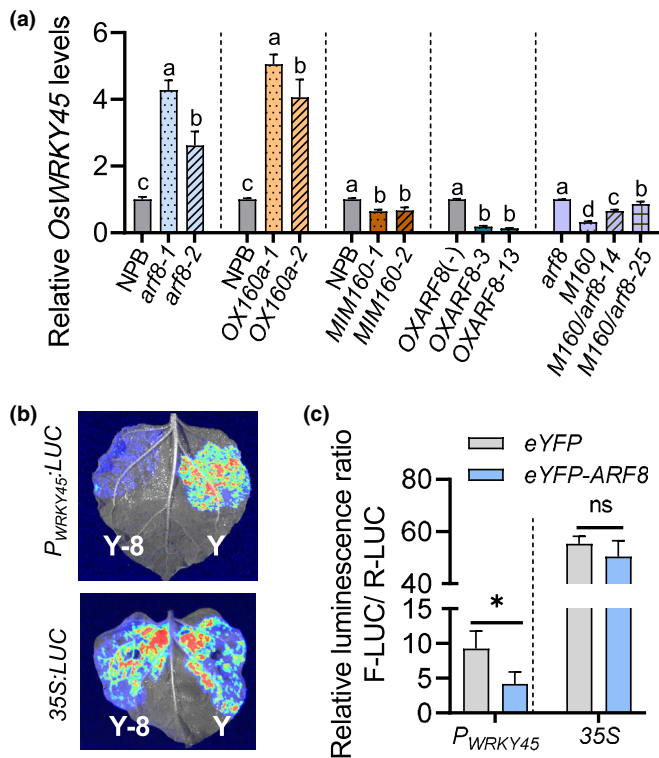 (a)
Relative OsWRKY45 levels
6
4
2
0
c
a
b
c
a
b
a
b
b
a
b
b
a
d
c
b
NPB
arf8-1
arf8-2
NPB
OX160a-1
OX160a-2
NPB
MIM160-1
MIM160-2
OXARF8(-)
OXARF8-3
OXARF8-13
arf8
M160
M160/arf8-14
M160/arf8-25
(b)
PWRKY45:LUC
Y-8 Y
35S:LUC
Y-8 Y
(c)
eYFP
eYFP-ARF8
Relative luminescence ratio
F-LUC/ R-LUC
80
60
40
15
10
5
0
*
ns
PWRKY45
35S